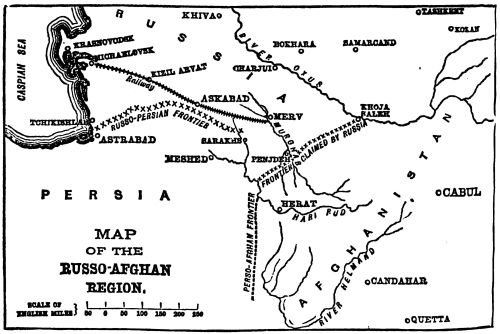 TASHKENT
KHIVA
RUSSIA
KOKAN
KRASNOVODSK
BOKHARA
SAMARCAND
MICHAELOVSK
CASPIAN SEA
RIVER OXUS
CHARJUI
KIZIL ARVAT
Railway
ASKABAD
MERV
KHOJA
SALEH
TCHIKISHLAR
RUSSO-PERSIAN FRONTIER
MURGHAB
ASTRABAD
SARAKHS
MESHED
PENJDEH
FRONTIER CLAIMED BY RUSSIA
PERSIA
AFGHANISTAN
CABUL
HERAT
HARI RUD
PERSO-AFGHAN FRONTIER
MAP
OF THE
RUSSO-AFGHAN
REGION.
RIVER HELMAND
CANDAHAR
QUETTA
SCALE OF
ENGLISH MILES
50 0 50 100 150 200